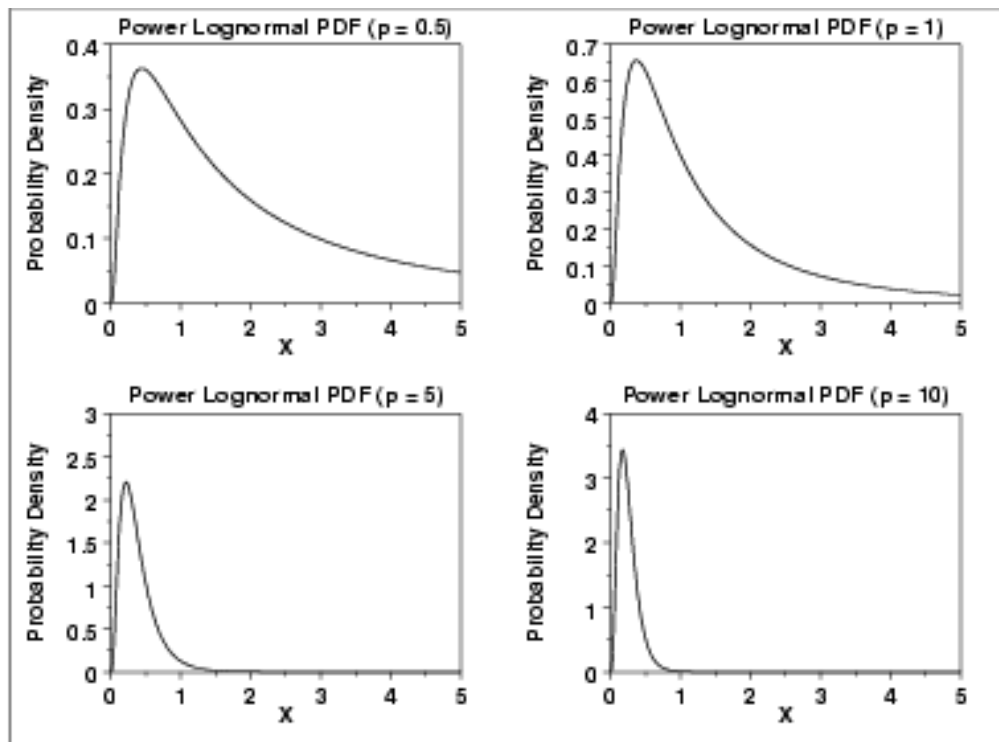 Power Lognormal PDF (p = 0.5)
Probability Density
0.4
0.3
0.2
0.1
0
0 1 2 3 4 5
X
Power Lognormal PDF (p = 1)
Probability Density
0.7
0.6
0.5
0.4
0.3
0.2
0.1
0
0 1 2 3 4 5
X
Power Lognormal PDF (p = 5)
Probability Density
3
2.5
2
1.5
1
0.5
0
0 1 2 3 4 5
X
Power Lognormal PDF (p = 10)
Probability Density
4
3
2
1
0
0 1 2 3 4 5
X